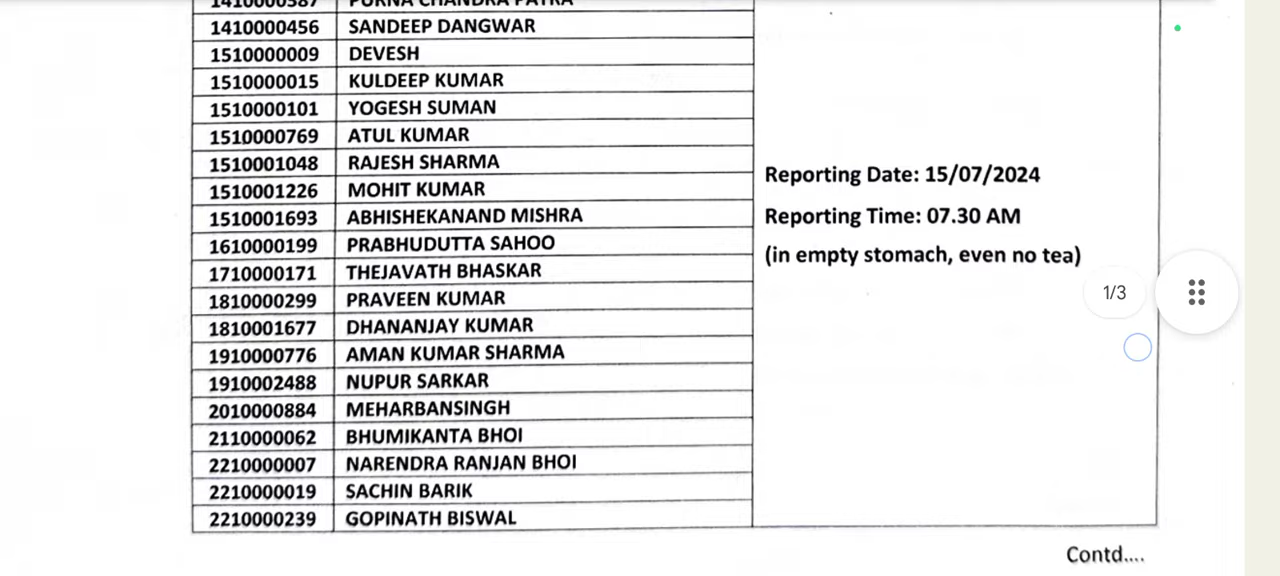 1410000387 PURNA CHANDRA PATRA
1410000456 SANDEEP DANGWAR
1510000009 DEVESH
1510000015 KULDEEP KUMAR
1510000101 YOGESH SUMAN
1510000769 ATUL KUMAR
1510001048 RAJESH SHARMA
1510001226 MOHIT KUMAR
1510001693 ABHISHEKANAND MISHRA
1610000199 PRABHUDUTTA SAHOO
1710000171 THEJAVATH BHASKAR
1810000299 PRAVEEN KUMAR
1810001677 DHANANJAY KUMAR
1910000776 AMAN KUMAR SHARMA
1910002488 NUPUR SARKAR
2010000884 MEHARBANSINGH
2110000062 BHUMIKANTA BHOI
2210000007 NARENDRA RANJAN BHOI
2210000019 SACHIN BARIK
2210000239 GOPINATH BISWAL
Reporting Date: 15/07/2024
Reporting Time: 07.30 AM
(in empty stomach, even no tea)
1/3
Contd....